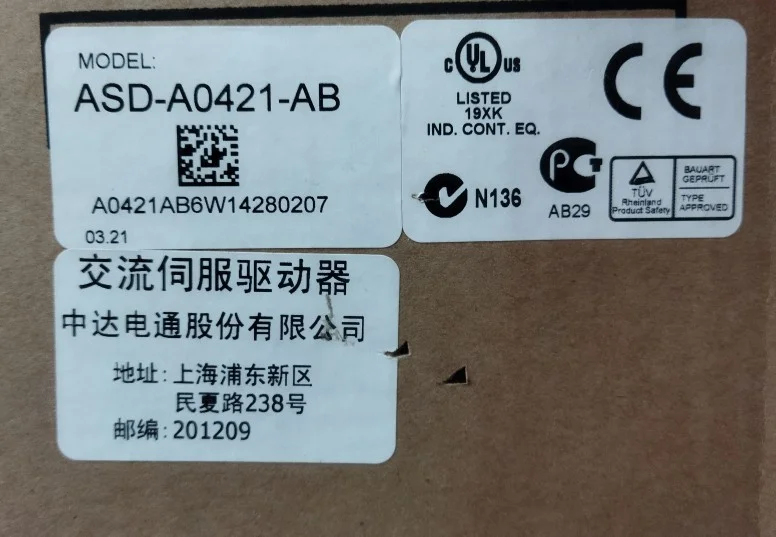 MODEL:
ASD-A0421-AB
A0421AB6W14280207
03.21
C UL US
LISTED
19XK
IND. CONT. EQ.
CE
N136
PCT
AB29
TÜV
Rheinland
Product Safety
BAUART
GEPRÜFT
TYPE
APPROVED
交流伺服驱动器
中达电通股份有限公司
地址:上海浦东新区
民夏路238号
邮编:201209